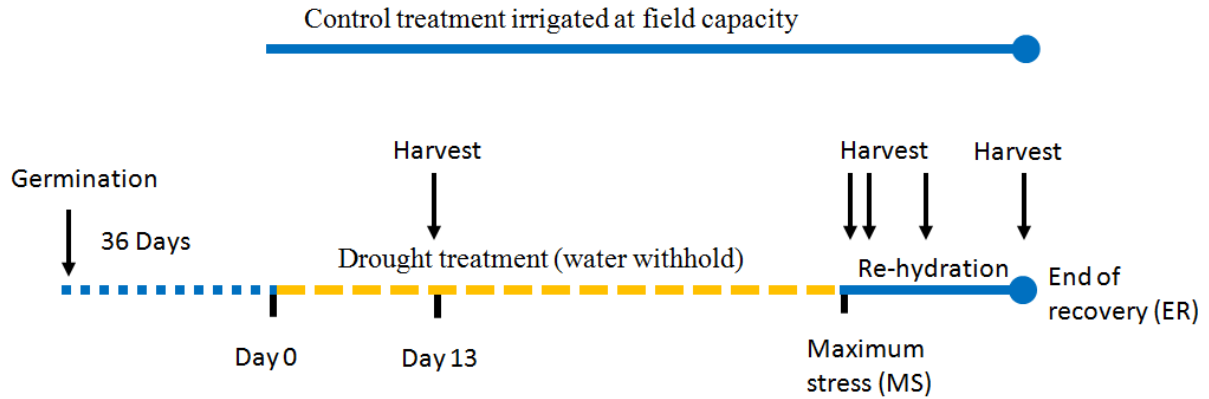 Control treatment irrigated at field capacity
Harvest
Harvest
Harvest
Germination
36 Days
Drought treatment (water withhold)
Re-hydration
End of
recovery (ER)
Day 0
Day 13
Maximum
stress (MS)